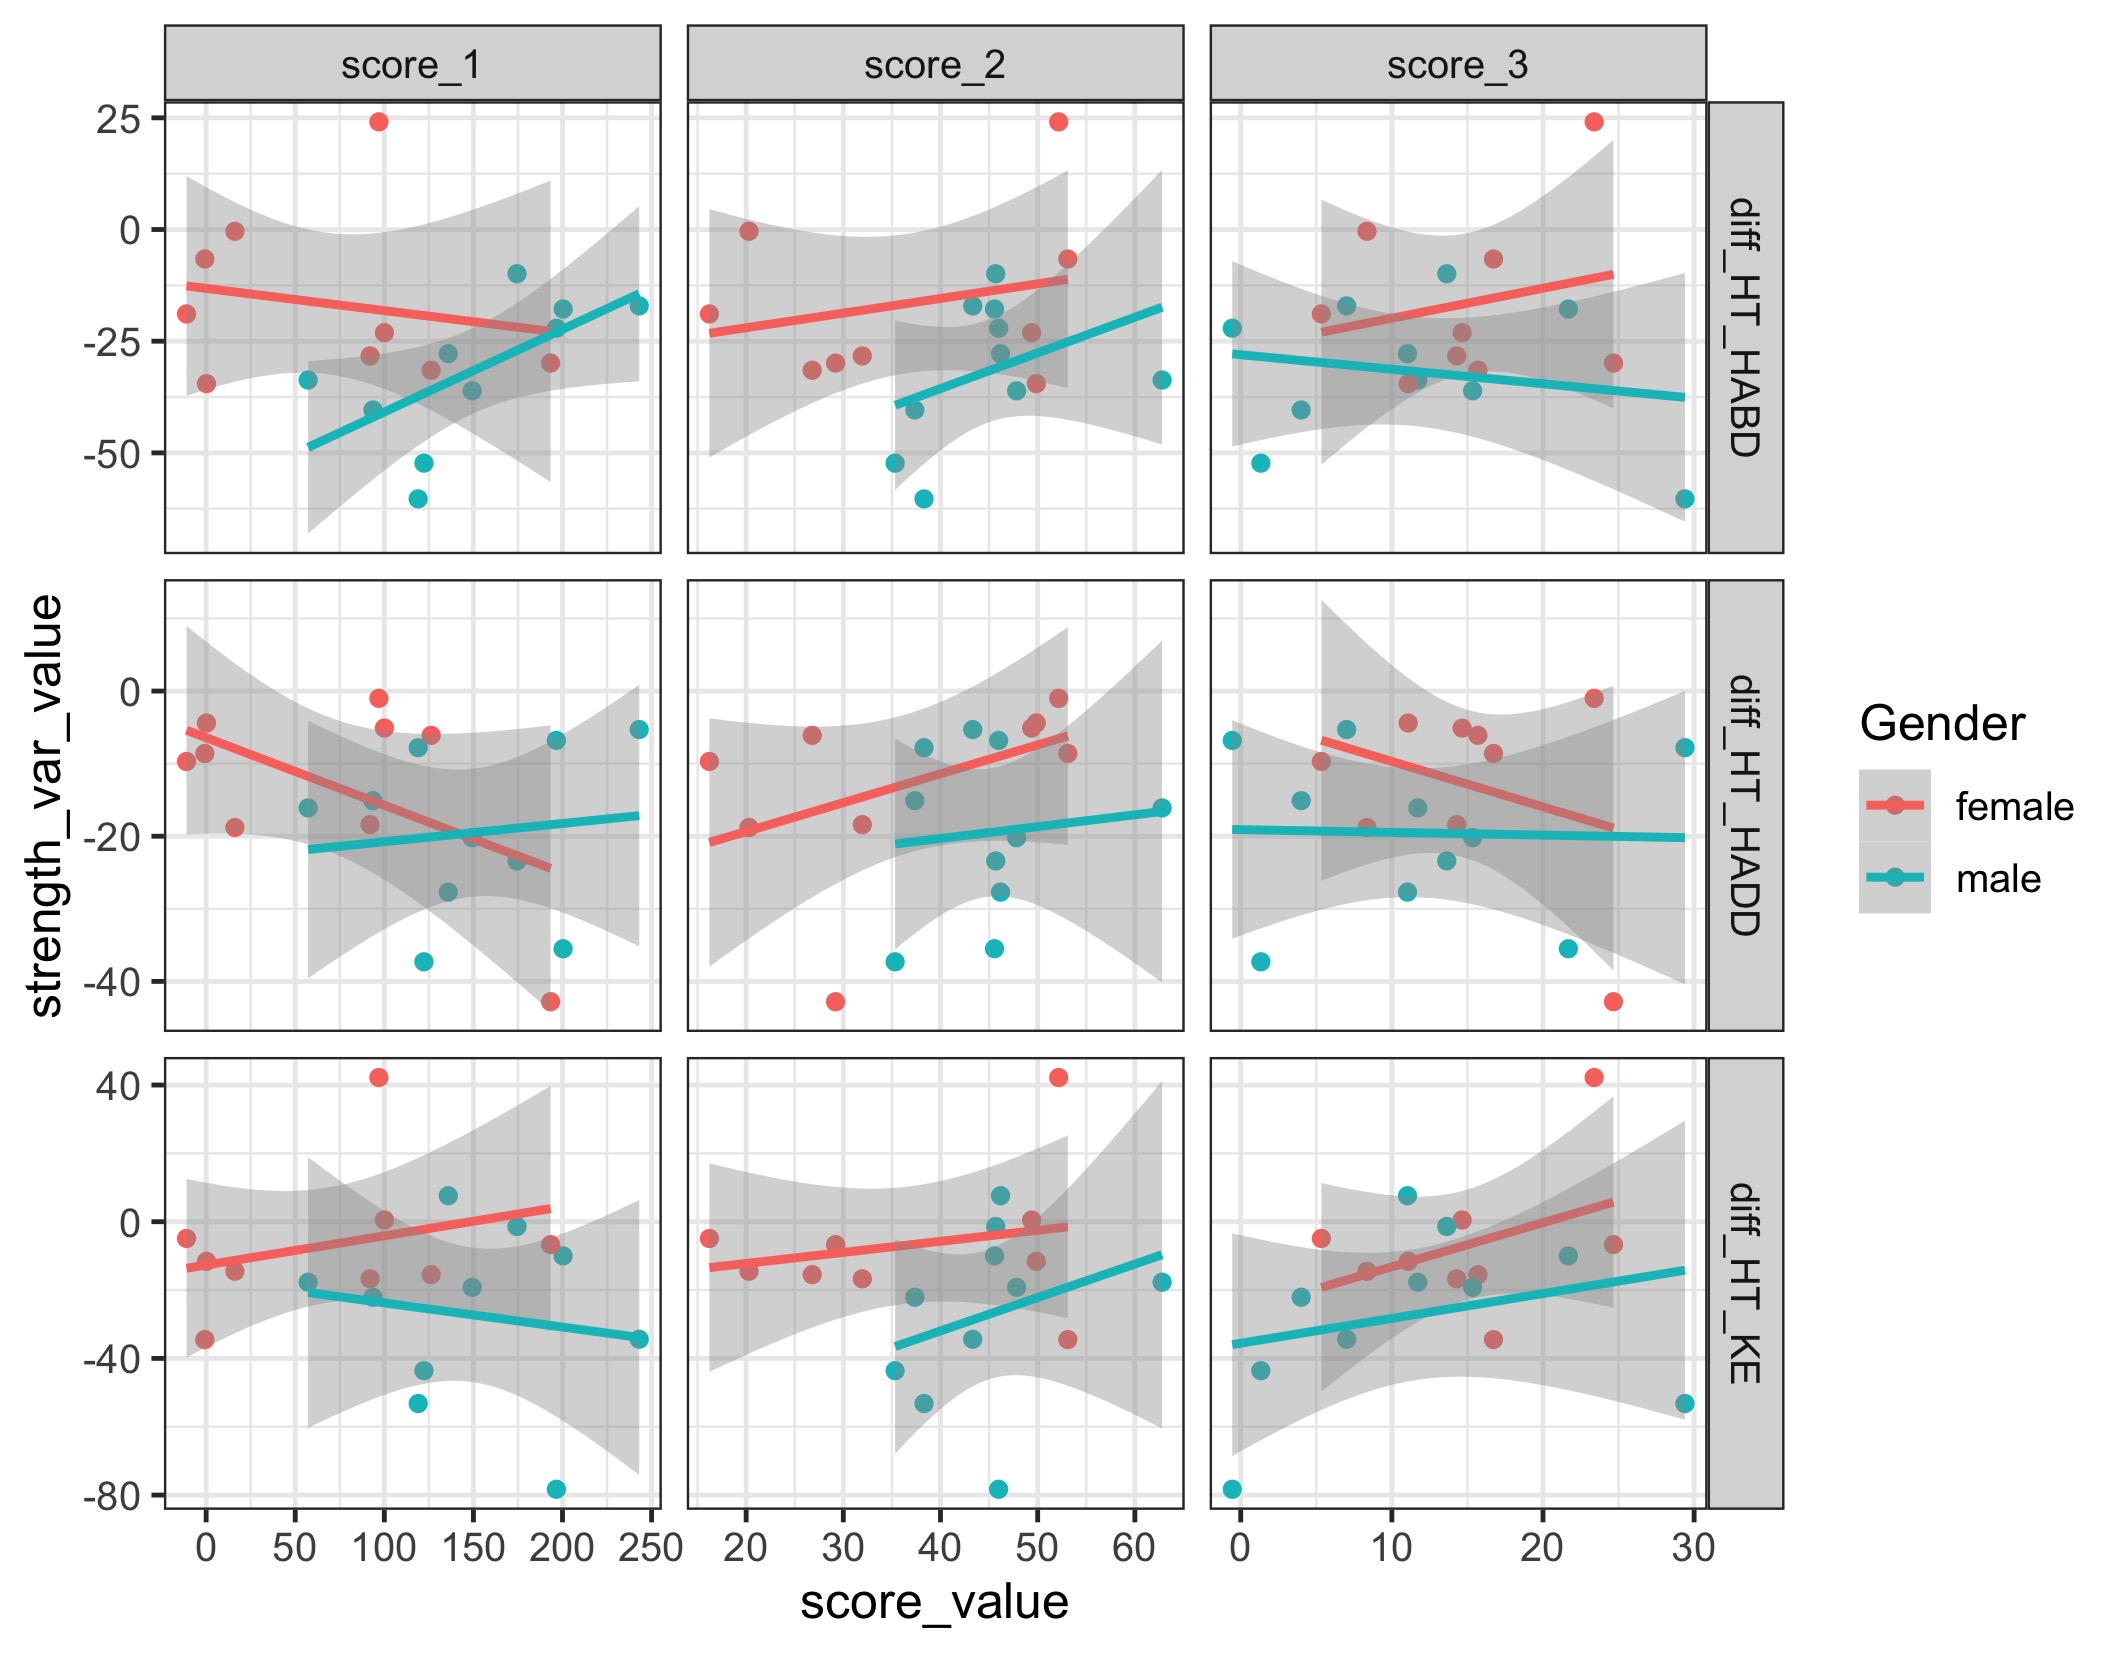 score_1 score_2 score_3
25
0
-25
-50
diff_HT_HABD
0
-20
-40
diff_HT_HADD
40
0
-40
-80
diff_HT_KE
0 50 100 150 200 250 20 30 40 50 60 0 10 20 30
score_value
strength_var_value
Gender
female
male